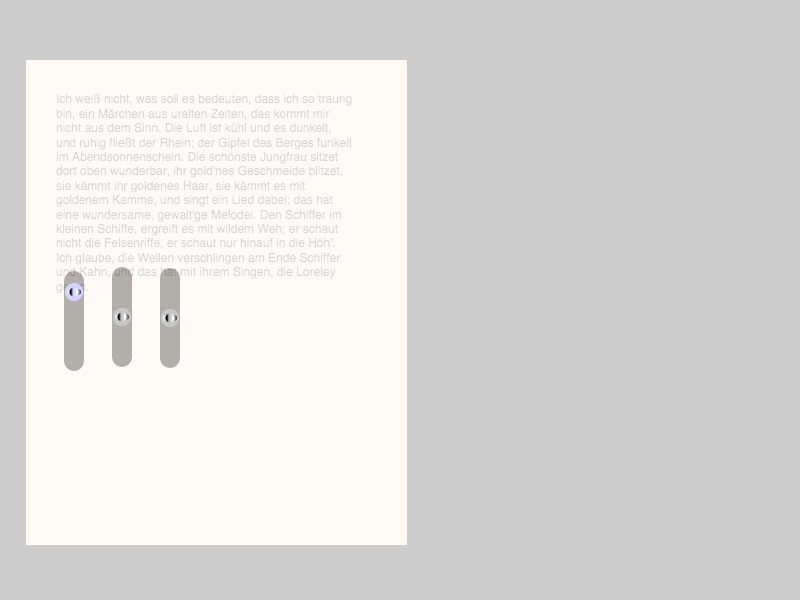 Ich weiß nicht, was soll es bedeuten, dass ich so traurig
bin, ein Märchen aus uralten Zeiten, das kommt mir
nicht aus dem Sinn. Die Luft ist kühl und es dunkelt,
und ruhig fließt der Rhein; der Gipfel des Berges funkelt
im Abendsonnenschein. Die schönste Jungfrau sitzet
dort oben wunderbar, ihr gold'nes Geschmeide blitzet,
sie kämmt ihr goldenes Haar, sie kämmt es mit
goldenem Kamme, und singt ein Lied dabei; das hat
eine wundersame, gewalt'ge Melodei. Den Schiffer im
kleinen Schiffe, ergreift es mit wildem Weh; er schaut
nicht die Felsenriffe, er schaut nur hinauf in die Höh'.
Ich glaube, die Wellen verschlingen am Ende Schiffer
und Kahn, und das hat mit ihrem Singen, die Loreley